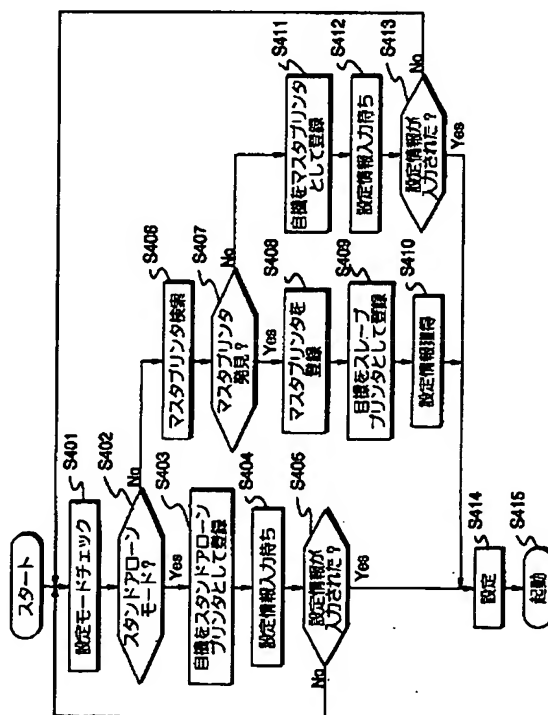 スタート
設定モードチェック
S401
スタンドアローン
モード?
S402
No
Yes
自機をスタンドアローン
プリンタとして登録
S403
設定情報入力待ち
S404
設定情報が
入力された?
S405
No
Yes
マスタプリンタ検索
S406
マスタプリンタ
発見?
S407
No
Yes
マスタプリンタを
登録
S408
自機をスレーブ
プリンタとして登録
S409
設定情報獲得
S410
自機をマスタプリンタ
として登録
S411
設定情報入力待ち
S412
設定情報が
入力された?
S413
No
Yes
設定
S414
起動
S415